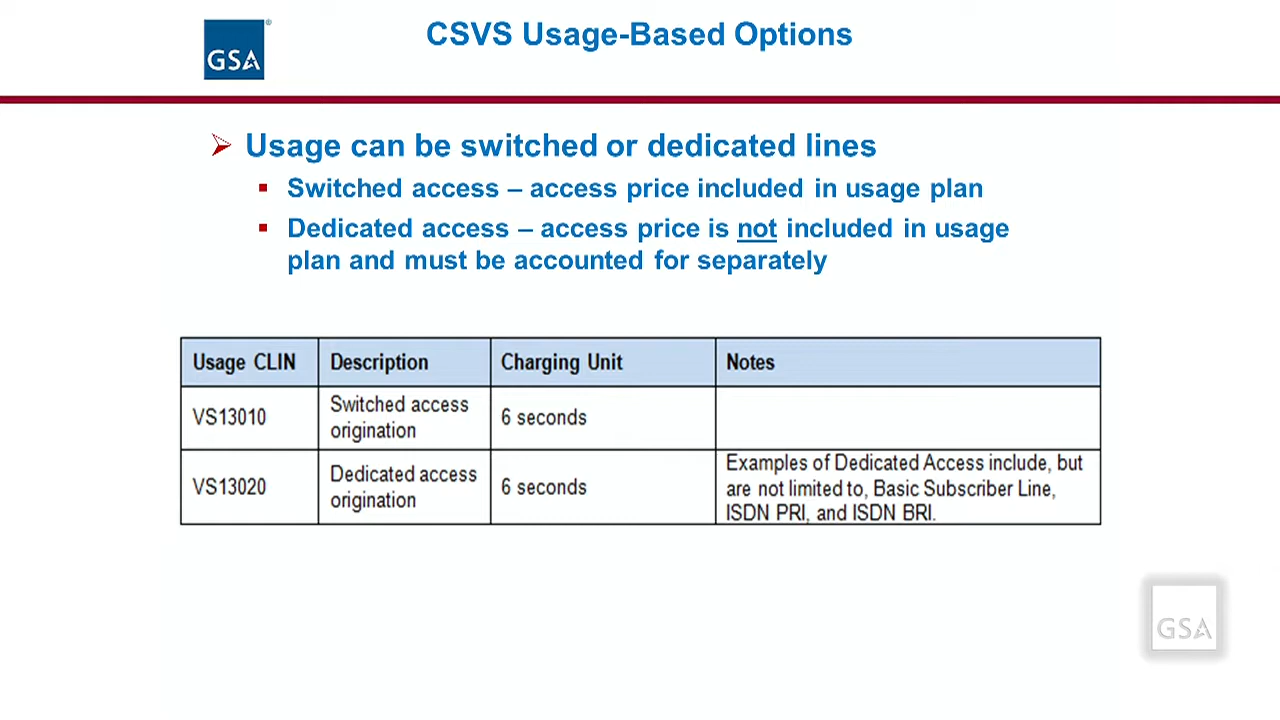 CSVS Usage-Based Options
GSA
®
Usage can be switched or dedicated lines
Switched access – access price included in usage plan
Dedicated access – access price is not included in usage
plan and must be accounted for separately
Usage CLIN Description Charging Unit Notes
VS13010 Switched access origination 6 seconds
VS13020 Dedicated access origination 6 seconds Examples of Dedicated Access include, but are not limited to, Basic Subscriber Line, ISDN PRI, and ISDN BRI.
GSA